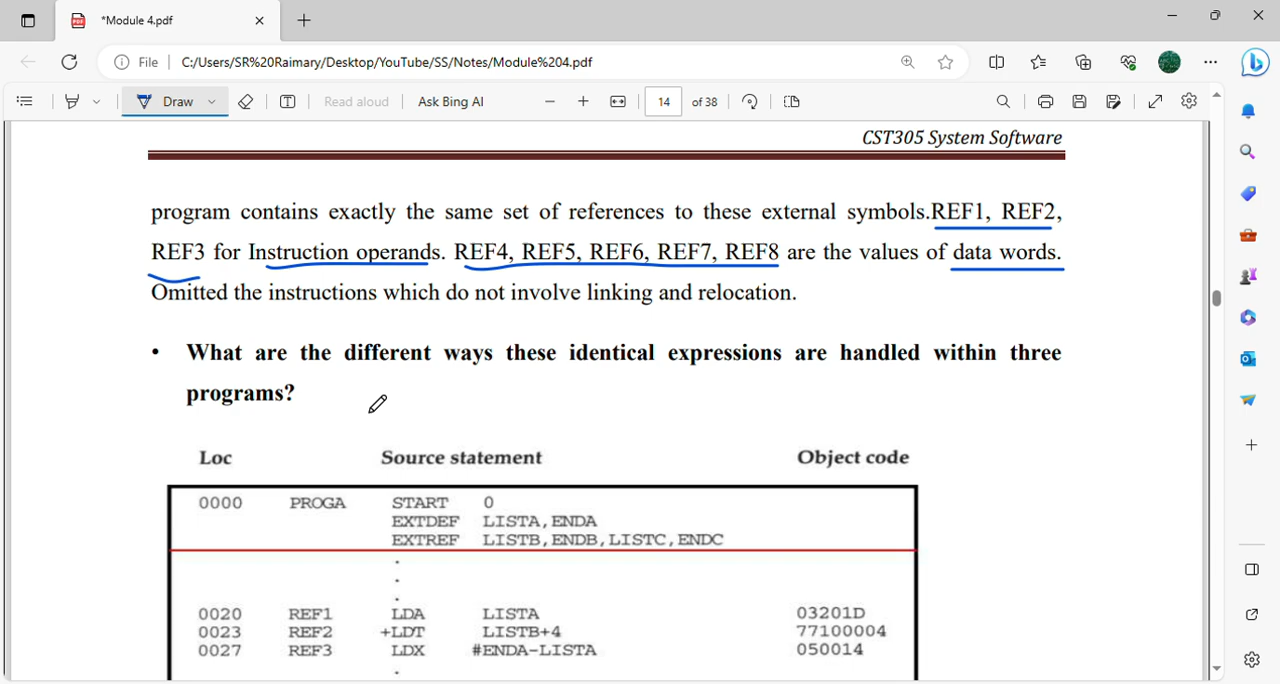 *Module 4.pdf
File C:/Users/SR%20Raimary/Desktop/YouTube/SS/Notes/Module%204.pdf
Draw Read aloud Ask Bing AI 14 of 38
CST305 System Software
program contains exactly the same set of references to these external symbols.REF1, REF2,
REF3 for Instruction operands. REF4, REF5, REF6, REF7, REF8 are the values of data words.
Omitted the instructions which do not involve linking and relocation.
• What are the different ways these identical expressions are handled within three
programs?
Loc Source statement Object code
0000 PROGA START 0
EXTDEF LISTA,ENDA
EXTREF LISTB,ENDB,LISTC,ENDC
.
.
.
0020 REF1 LDA LISTA 03201D
0023 REF2 +LDT LISTB+4 77100004
0027 REF3 LDX #ENDA-LISTA 050014
.